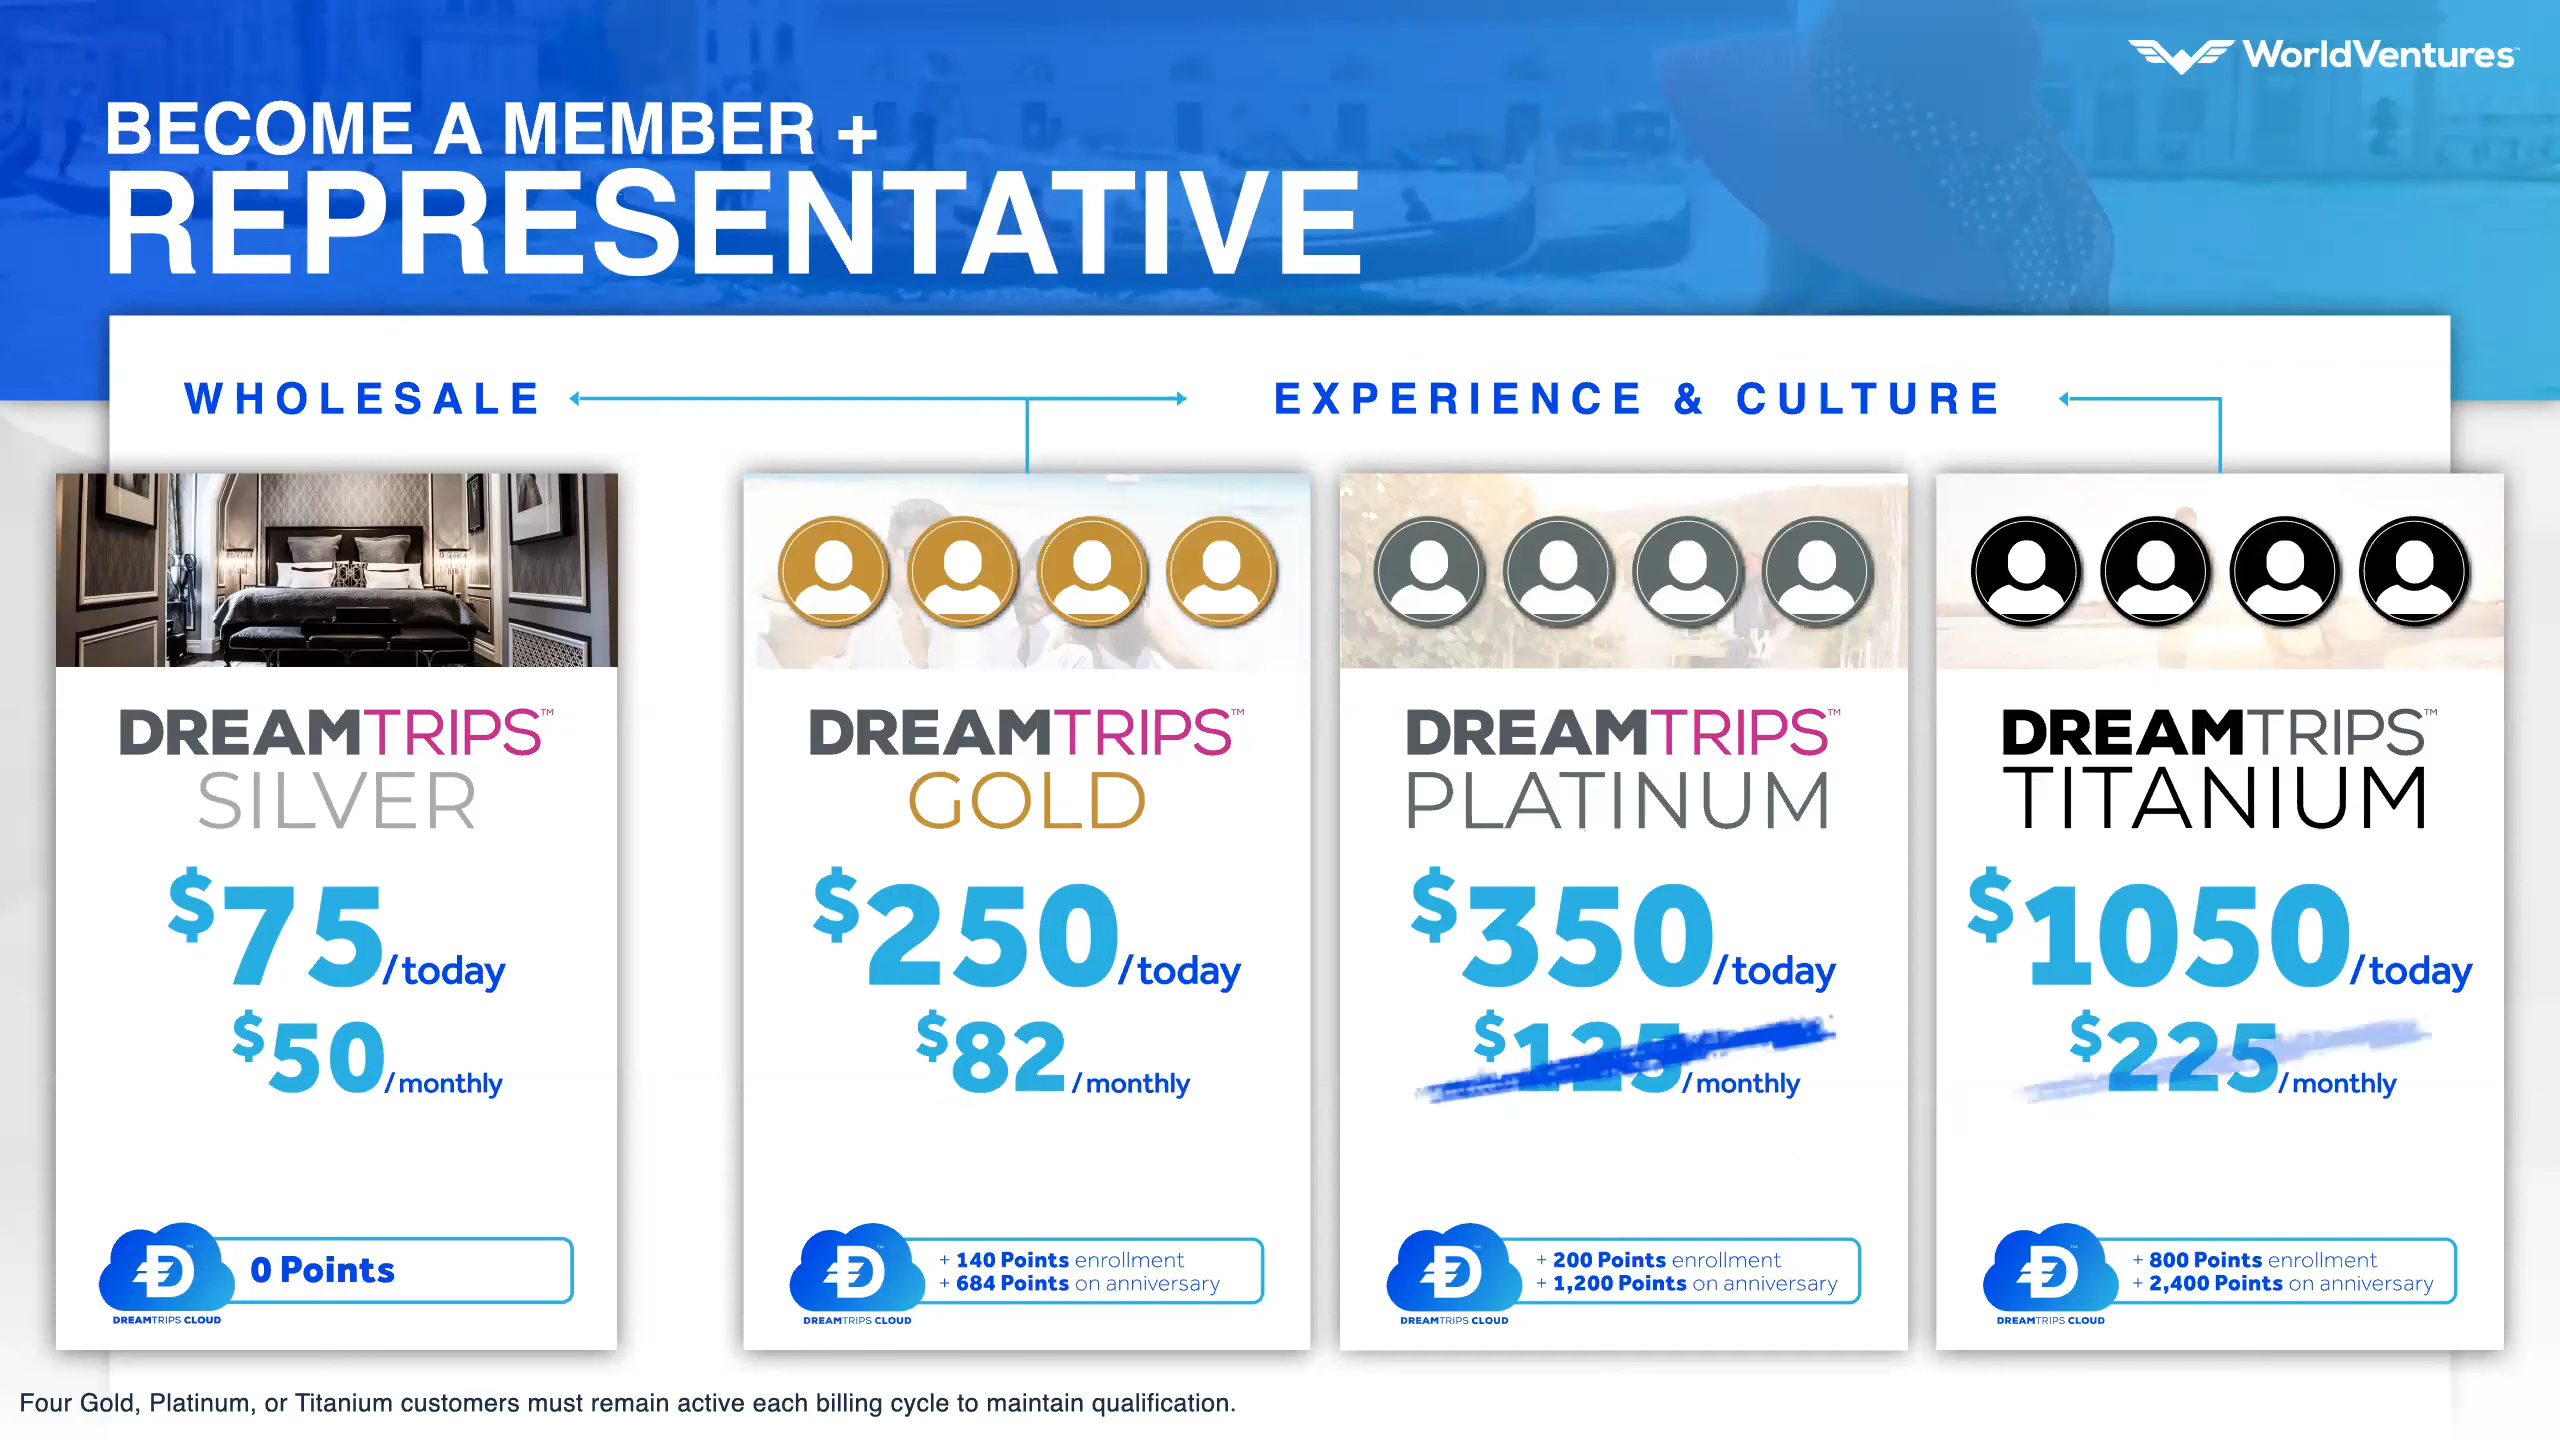 WorldVentures™
BECOME A MEMBER +
REPRESENTATIVE
WHOLESALE
EXPERIENCE & CULTURE
DREAMTRIPS™
SILVER
$75/today
$50/monthly
0 Points
DREAMTRIPS CLOUD
DREAMTRIPS™
GOLD
$250/today
$82/monthly
+ 140 Points enrollment
+ 684 Points on anniversary
DREAMTRIPS CLOUD
DREAMTRIPS™
PLATINUM
$350/today
$125/monthly
+ 200 Points enrollment
+ 1,200 Points on anniversary
DREAMTRIPS CLOUD
DREAMTRIPS™
TITANIUM
$1050/today
$225/monthly
+ 800 Points enrollment
+ 2,400 Points on anniversary
DREAMTRIPS CLOUD
Four Gold, Platinum, or Titanium customers must remain active each billing cycle to maintain qualification.